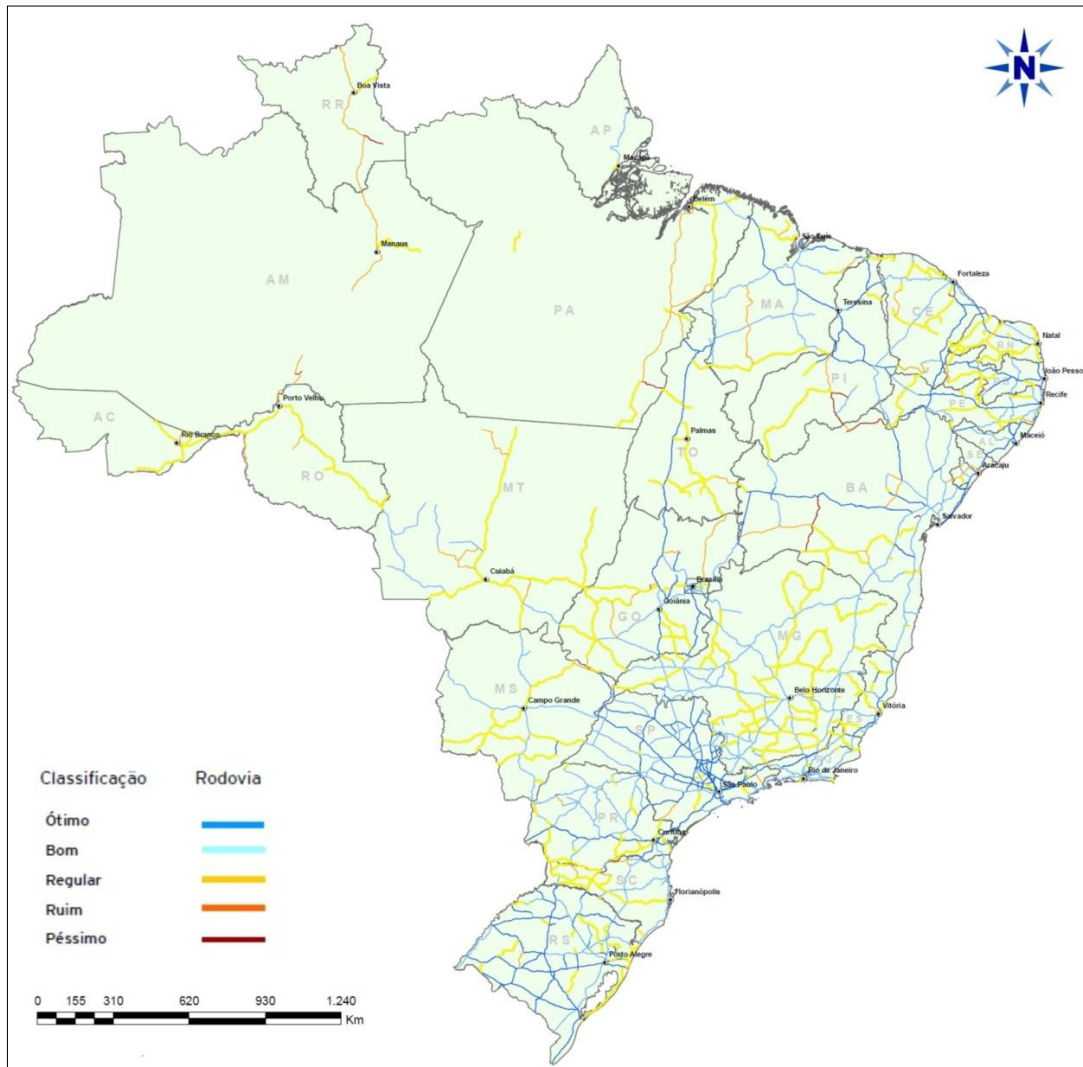 N
Boa Vista
RR
AP
Macapá
Belém
São Luís
Manaus
Fortaleza
AM
PA
MA
Teresina
CE
Natal
RN
João Pesso
PI
Recife
PE
Porto Velho
AC
Rio Branco
Palmas
TO
Maceió
AL
SE
Aracaju
RO
MT
BA
Salvador
Cuiabá
Brasília
Goiânia
GO
MG
MS
Campo Grande
Belo Horizonte
Vitória
ES
SP
RJ
Rio de Janeiro
São Paulo
Classificação Rodovia
Ótimo
PR
Curitiba
Bom
Regular
SC
Florianópolis
Ruim
Péssimo
RS
Porto Alegre
0 155 310 620 930 1.240
Km